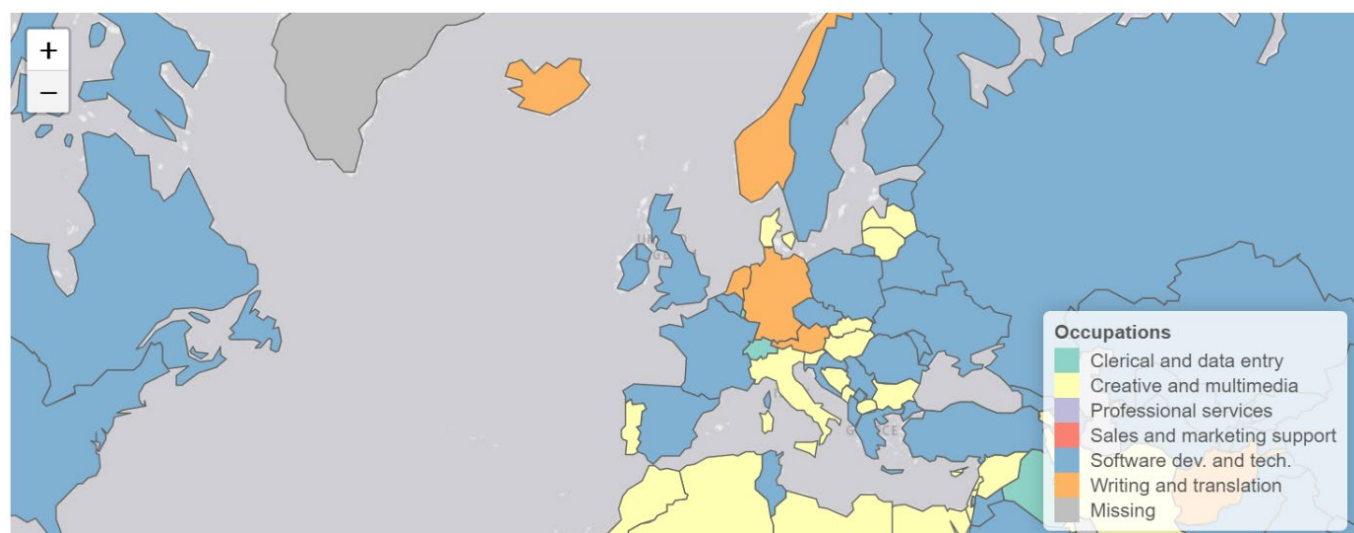 +
−
Occupations
Clerical and data entry
Creative and multimedia
Professional services
Sales and marketing support
Software dev. and tech.
Writing and translation
Missing